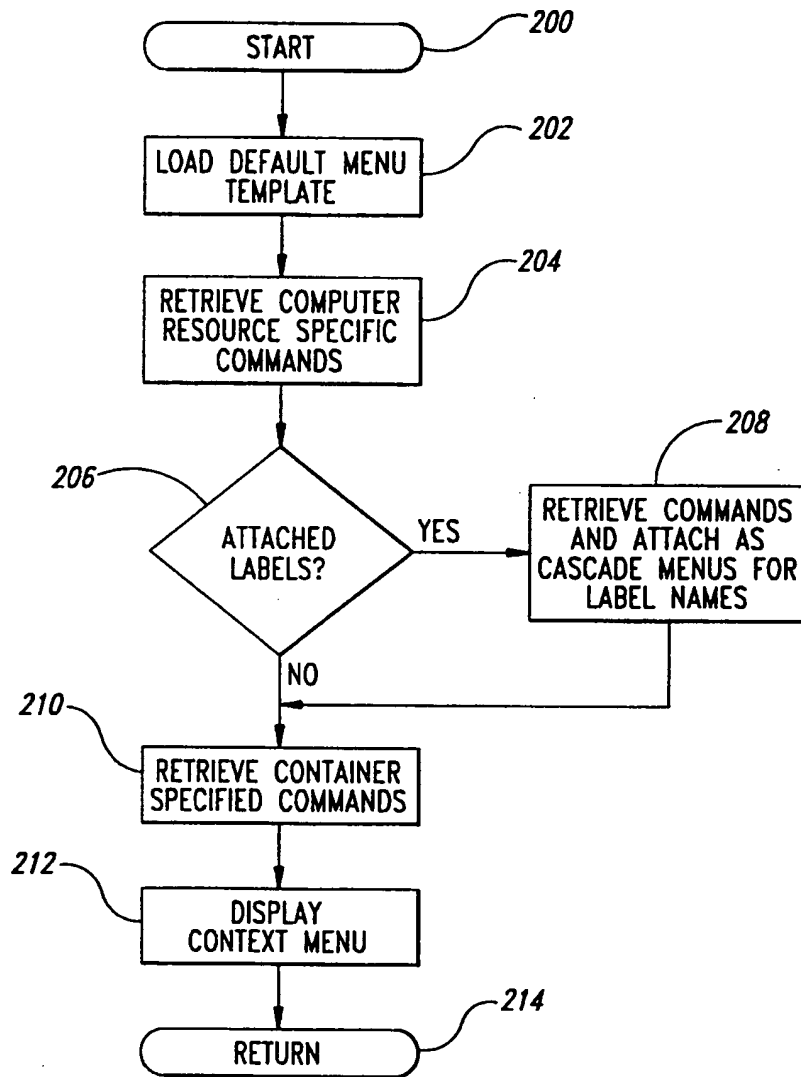 START
200
LOAD DEFAULT MENU
TEMPLATE
202
RETRIEVE COMPUTER
RESOURCE SPECIFIC
COMMANDS
204
206
ATTACHED
LABELS?
YES
NO
208
RETRIEVE COMMANDS
AND ATTACH AS
CASCADE MENUS FOR
LABEL NAMES
210
RETRIEVE CONTAINER
SPECIFIED COMMANDS
212
DISPLAY
CONTEXT MENU
RETURN
214